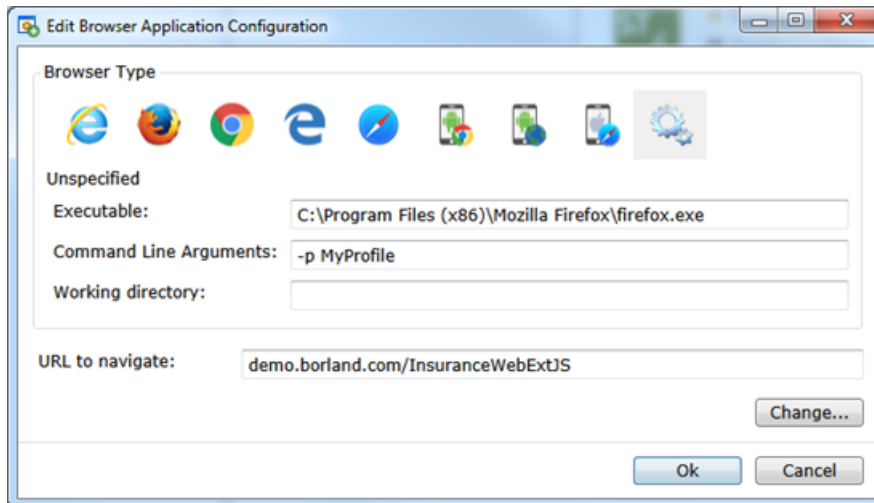 Edit Browser Application Configuration
Browser Type
Unspecified
Executable: C:\Program Files (x86)\Mozilla Firefox\firefox.exe
Command Line Arguments: -p MyProfile
Working directory:
URL to navigate: demo.borland.com/InsuranceWebExtJS
Change...
Ok Cancel